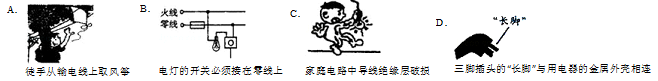 A.
徒手从输电线上取风筝
B.
火线
零线
电灯的开关必须接在零线上
C.
家庭电路中导线绝缘层破损
D.
“长脚”
三脚插头的“长脚”与用电器的金属外壳相连